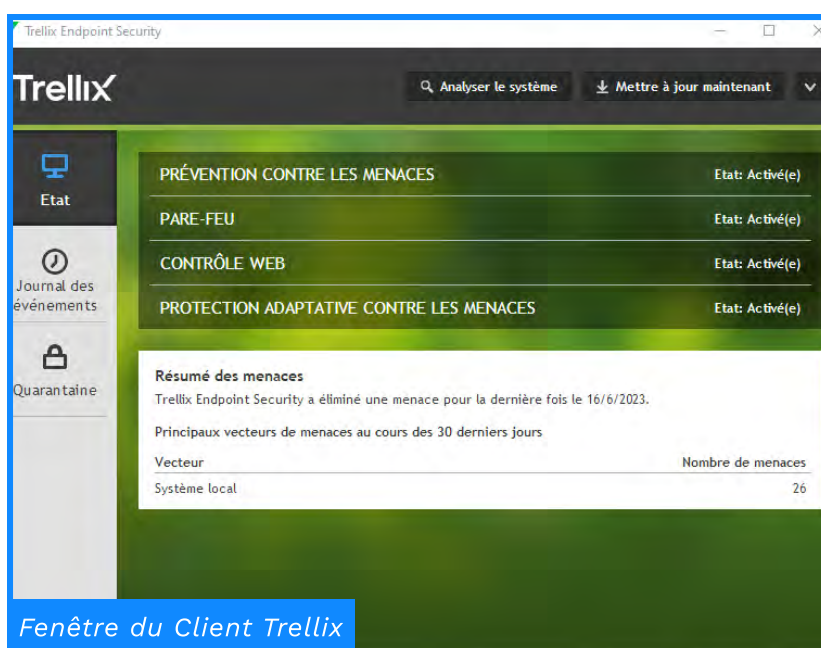 Trellix Endpoint Security
Trellix
Analyser le système
Mettre à jour maintenant
Etat
PRÉVENTION CONTRE LES MENACES
Etat: Activé(e)
PARE-FEU
Etat: Activé(e)
CONTRÔLE WEB
Etat: Activé(e)
PROTECTION ADAPTATIVE CONTRE LES MENACES
Etat: Activé(e)
Journal des
événements
Quarantaine
Résumé des menaces
Trellix Endpoint Security a éliminé une menace pour la dernière fois le 16/6/2023.
Principaux vecteurs de menaces au cours des 30 derniers jours
Vecteur
Nombre de menaces
Système local
26
Fenêtre du Client Trellix